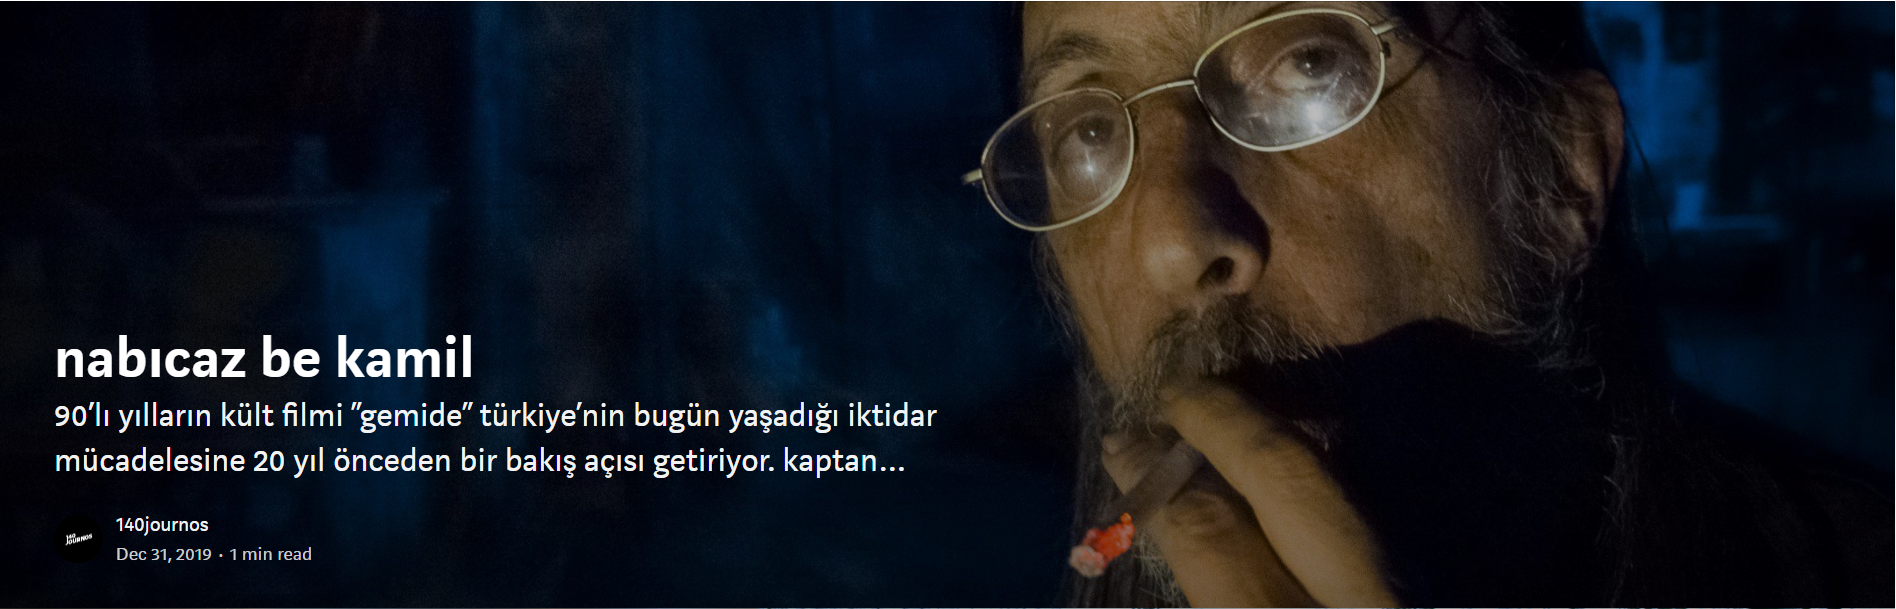 nabıcaz be kamil
90’lı yılların kült filmi ”gemide” türkiye’nin bugün yaşadığı iktidar
mücadelesine 20 yıl önceden bir bakış açısı getiriyor. kaptan...
140journos
140
JOURNOS
Dec 31, 2019 · 1 min read